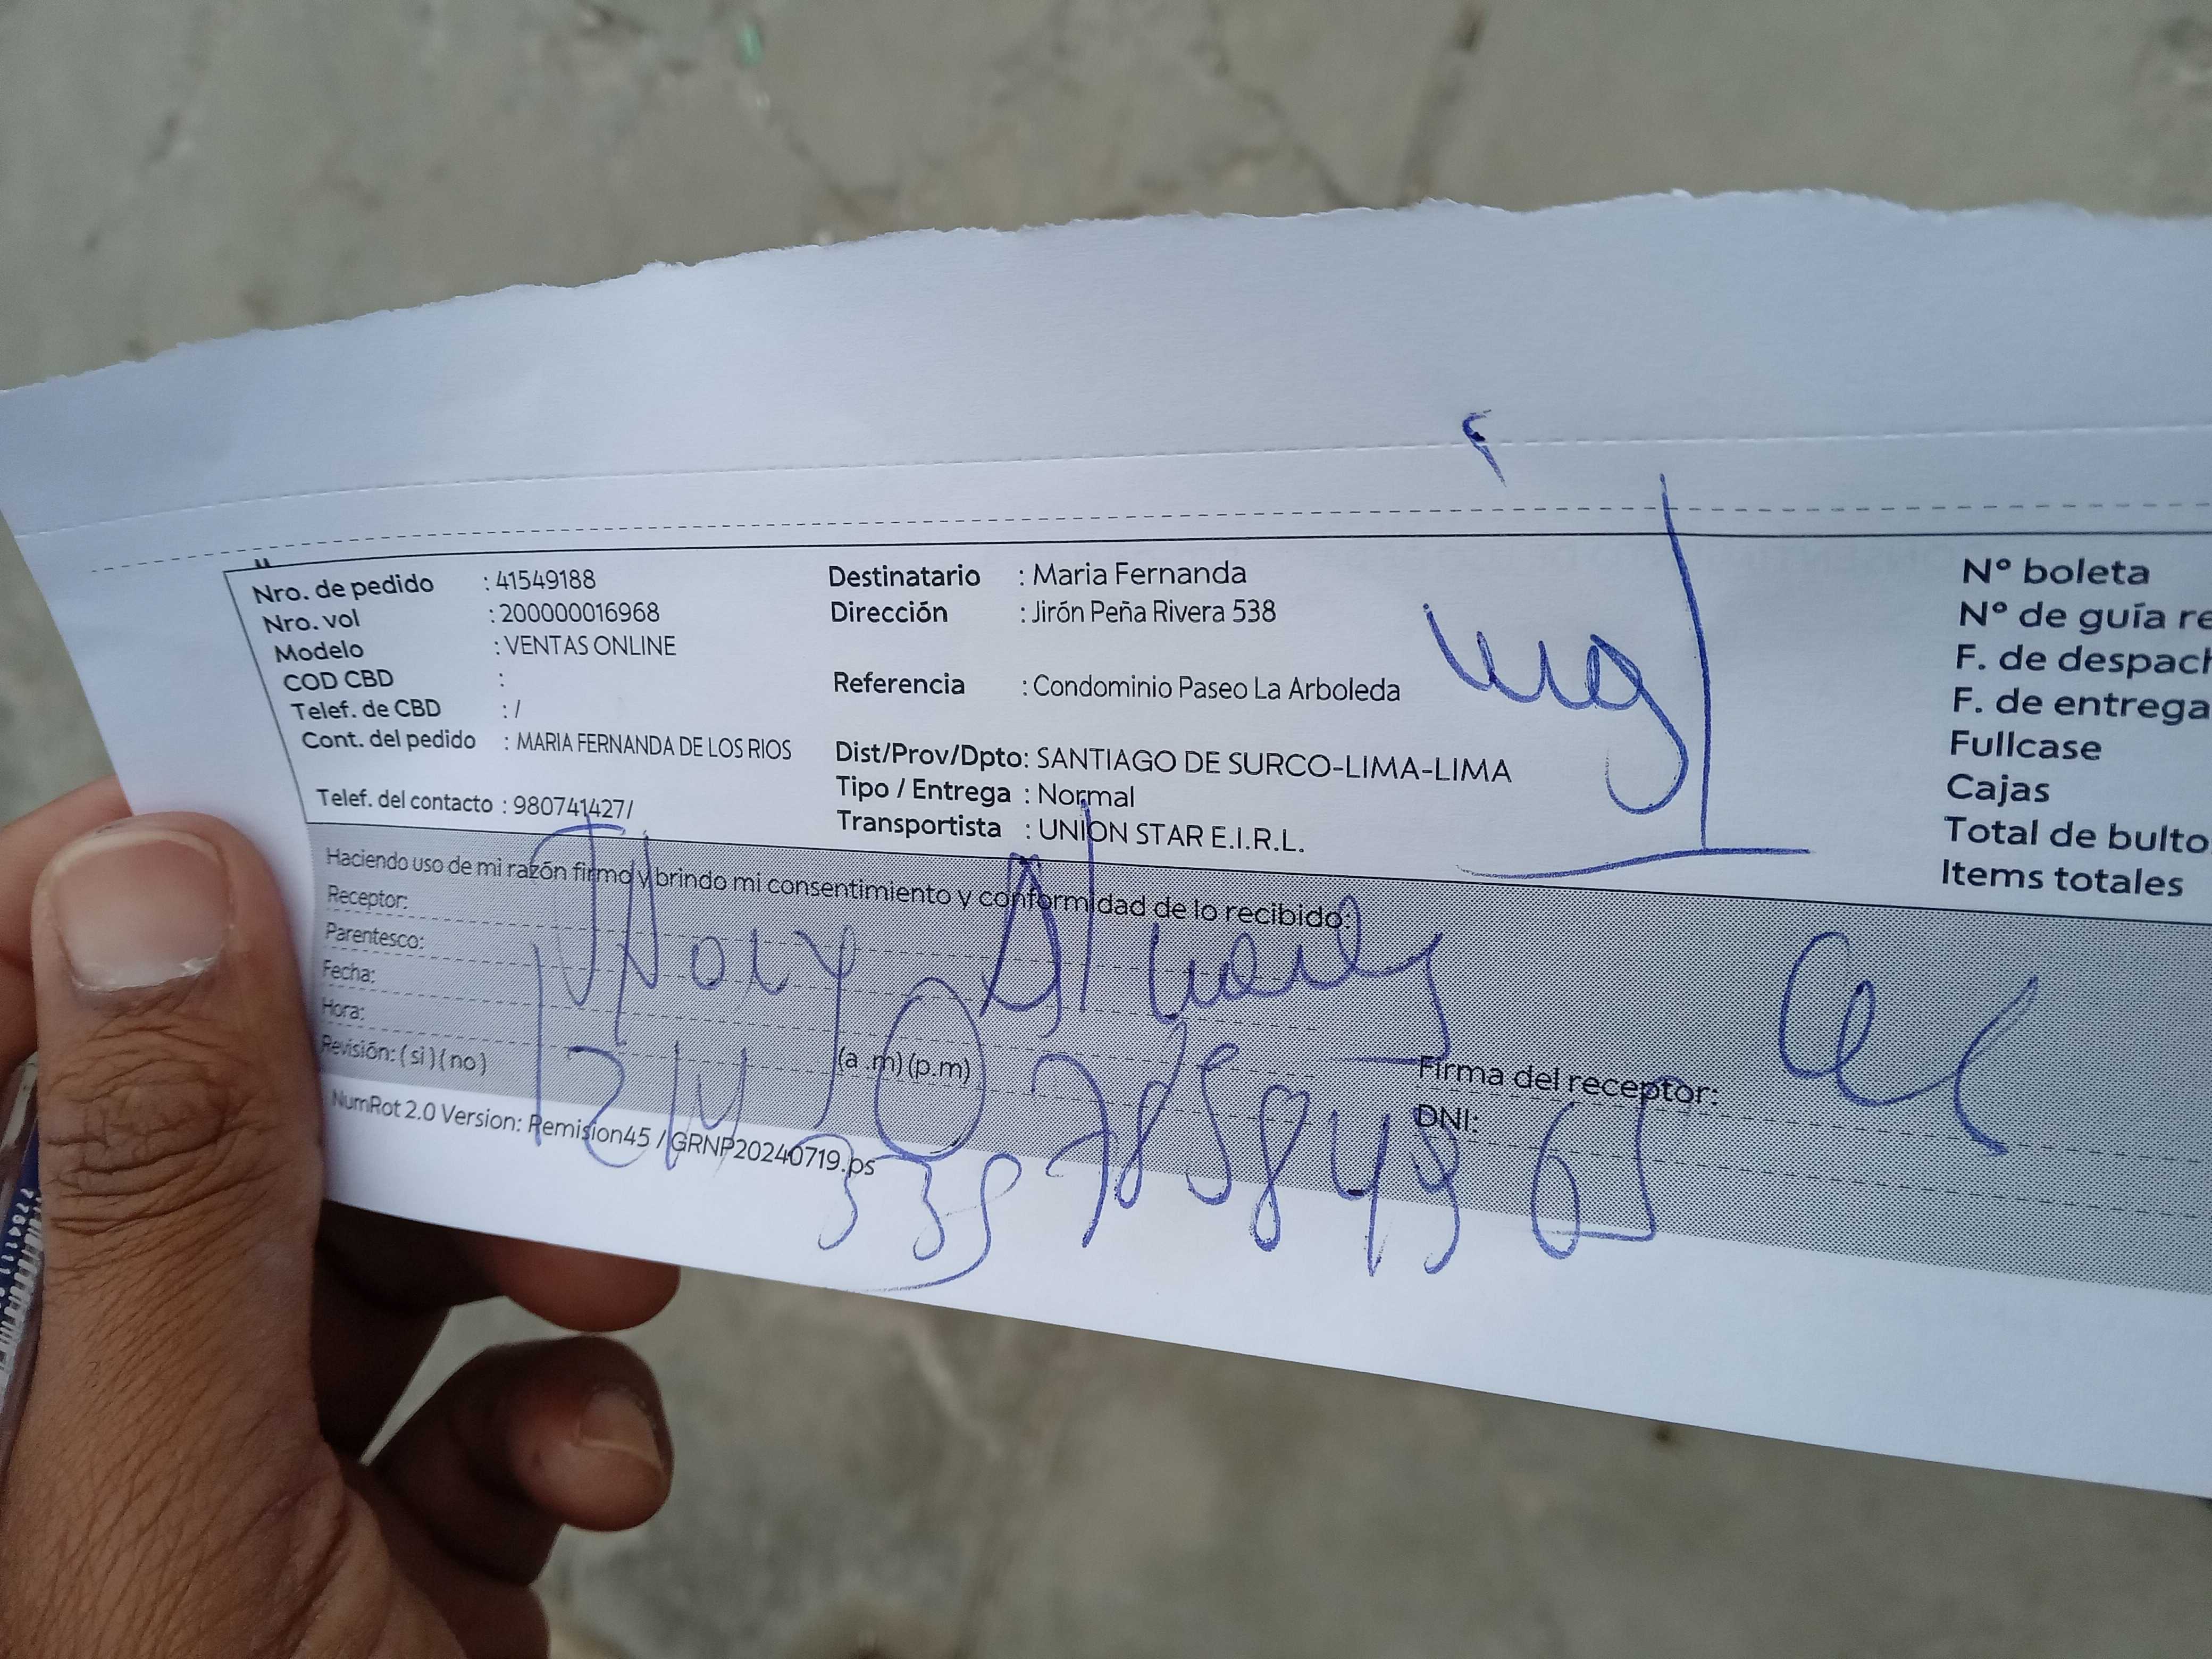 Nro. de pedido : 41549188
Nro. vol : 200000016968
Modelo : VENTAS ONLINE
COD CBD :
Telef. de CBD : /
Cont. del pedido : MARIA FERNANDA DE LOS RIOS
Telef. del contacto : 980741427/
Destinatario : Maria Fernanda
Dirección : Jirón Peña Rivera 538
Referencia : Condominio Paseo La Arboleda
Dist/Prov/Dpto: SANTIAGO DE SURCO-LIMA-LIMA
Tipo / Entrega : Normal
Transportista : UNION STAR E.I.R.L.
N° boleta
N° de guía re
F. de despach
F. de entrega
Fullcase
Cajas
Total de bulto
Items totales
Haciendo uso de mi razón firmo y brindo mi consentimiento y conformidad de lo recibido:
Receptor:
Parentesco:
Fecha:
Hora:
(a .m) (p.m)
Revisión: ( si ) ( no )
Firma del receptor:
DNI:
NumRot 2.0 Version: Remision45 / GRNP20240719.ps